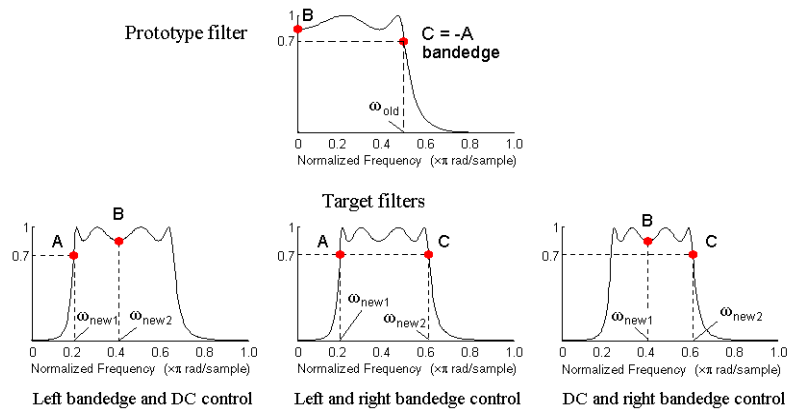 Prototype filter
1
B
0.7
C = -A
bandedge
ωold
0 0.2 0.4 0.6 0.8 1.0
Normalized Frequency (×π rad/sample)
Target filters
1
0.7
A
B
ωnew1
ωnew2
0 0.2 0.4 0.6 0.8 1.0
Normalized Frequency (×π rad/sample)
Left bandedge and DC control
1
0.7
A
C
ωnew1
ωnew2
0 0.2 0.4 0.6 0.8 1.0
Normalized Frequency (×π rad/sample)
Left and right bandedge control
1
0.7
B
C
ωnew1
ωnew2
0 0.2 0.4 0.6 0.8 1.0
Normalized Frequency (×π rad/sample)
DC and right bandedge control